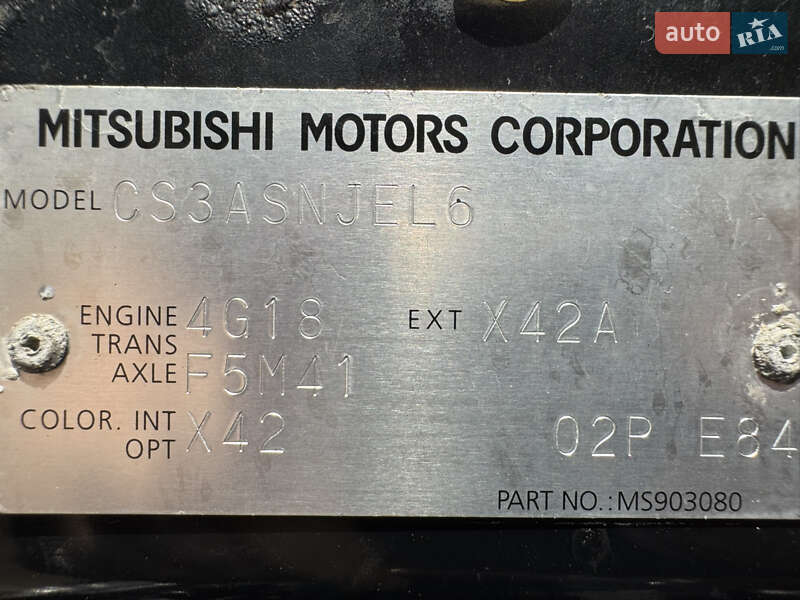 auto RIA.com
MITSUBISHI MOTORS CORPORATION
MODEL CS3ASNJEL6
ENGINE 4G18 EXT X42A
TRANS
AXLE F5M41
COLOR. INT X42
OPT 02P E84
PART NO.:MS903080